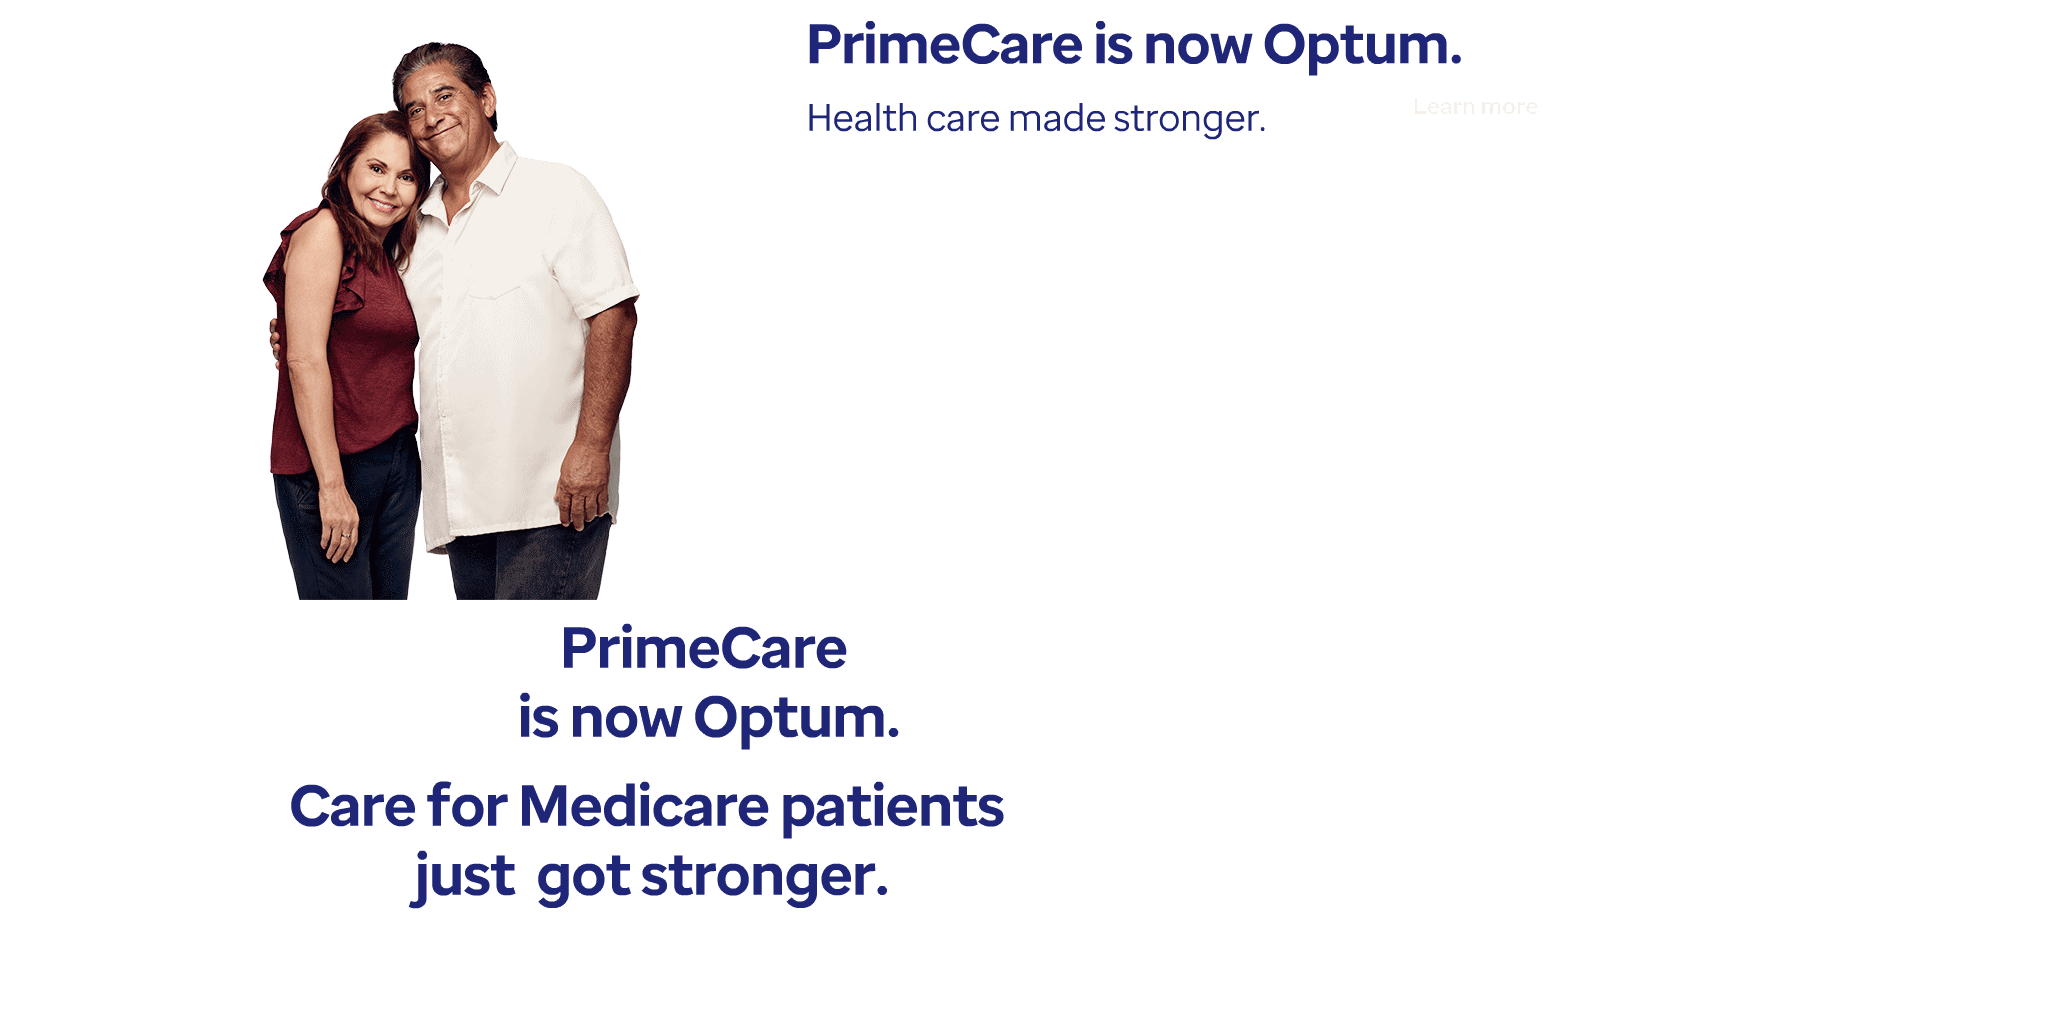 PrimeCare is now Optum.
Health care made stronger.
Learn more
PrimeCare
is now Optum.
Care for Medicare patients
just got stronger.